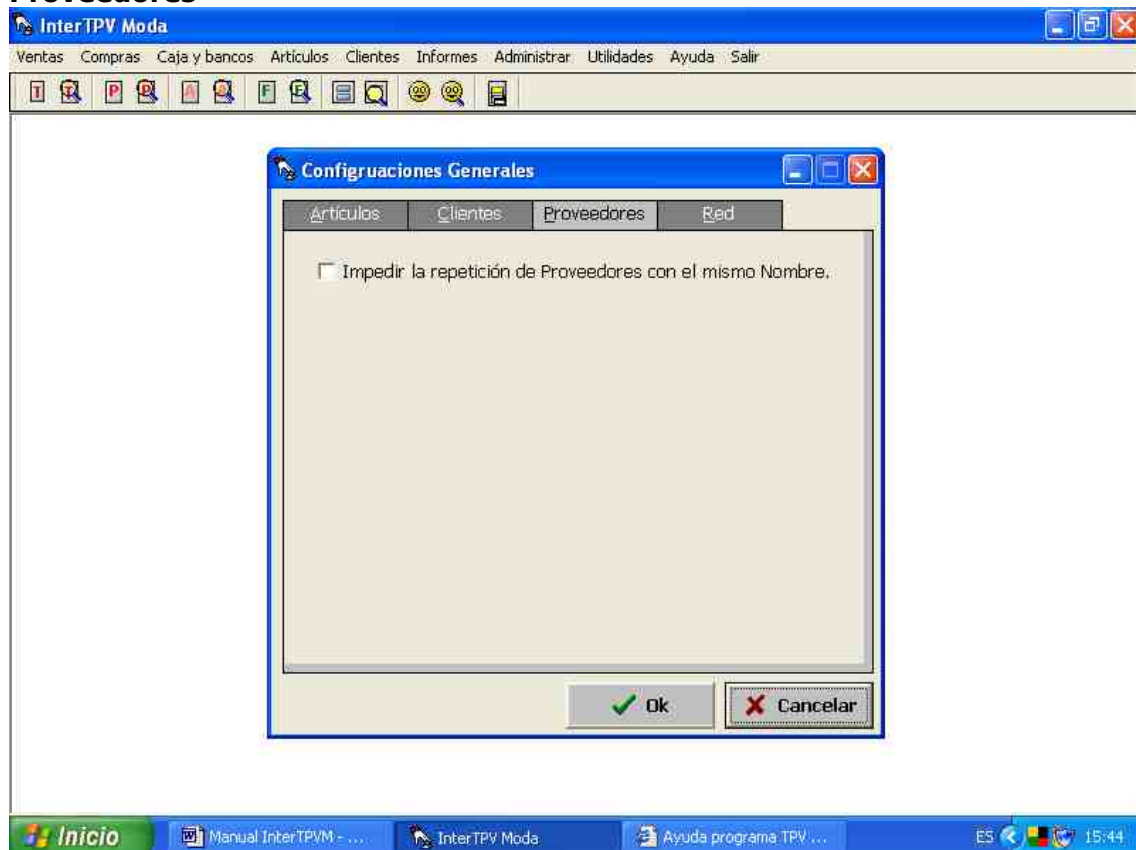 Proveedores
InterTPV Moda
Ventas Compras Caja y bancos Artículos Clientes Informes Administrar Utilidades Ayuda Salir
T T P P A A F F
Configruaciones Generales
Artículos Clientes Proveedores Red
Impedir la repetición de Proveedores con el mismo Nombre.
Ok Cancelar
Inicio Manual InterTPVM - ... InterTPV Moda Ayuda programa TPV ... ES 15:44